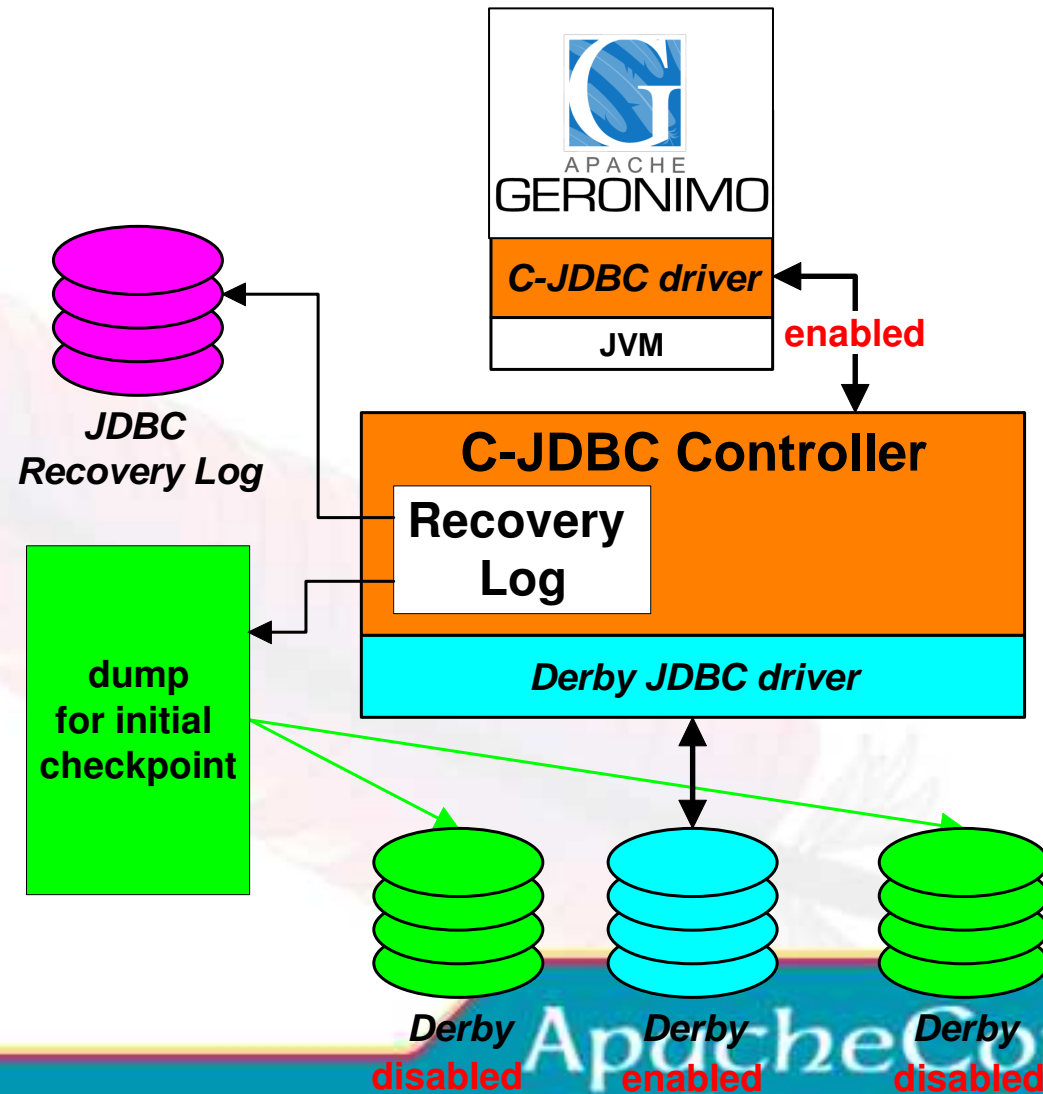 G
APACHE
GERONIMO
C-JDBC driver
JVM
enabled
JDBC
Recovery Log
C-JDBC Controller
Recovery
Log
Derby JDBC driver
dump
for initial
checkpoint
Derby
disabled
Derby
enabled
Derby
disabled
ApacheCo